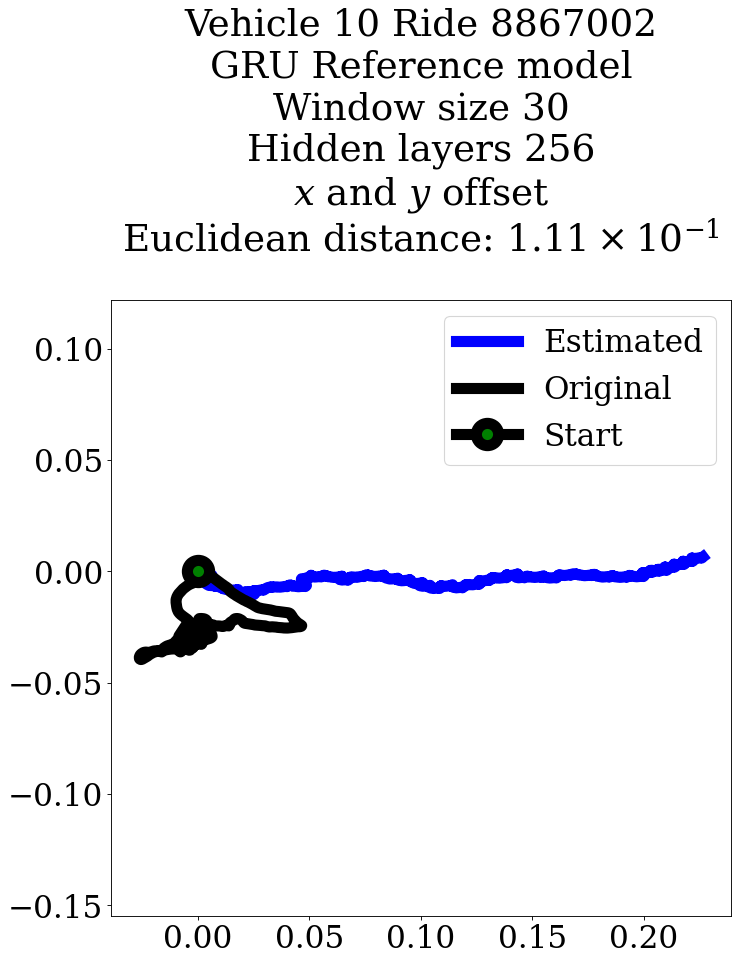 Vehicle 10 Ride 8867002
GRU Reference model
Window size 30
Hidden layers 256
x and y offset
Euclidean distance: 1.11 × 10⁻¹
Estimated
Original
Start
0.10
0.05
0.00
−0.05
−0.10
−0.15
0.00 0.05 0.10 0.15 0.20